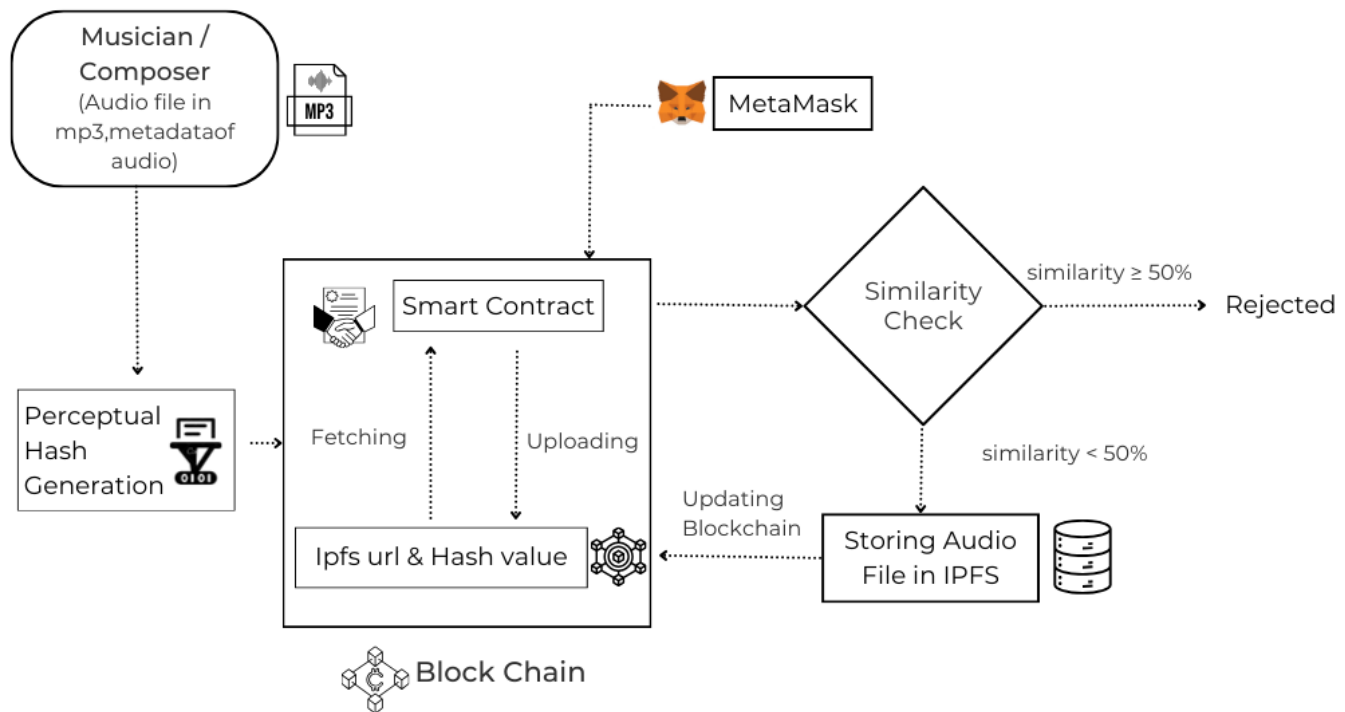 Musician /
Composer
(Audio file in
mp3,metadataof
audio)
MP3
MetaMask
Smart Contract
Similarity
Check
similarity ≥ 50%
Rejected
Perceptual
Hash
Generation
0101
Fetching
Uploading
similarity < 50%
Updating
Blockchain
Storing Audio
File in IPFS
Ipfs url & Hash value
Block Chain